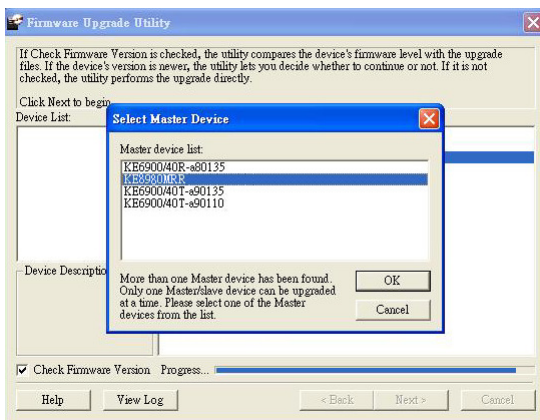 Firmware Upgrade Utility
If Check Firmware Version is checked, the utility compares the device's firmware level with the upgrade
files. If the device's version is newer, the utility lets you decide whether to continue or not. If it is not
checked, the utility performs the upgrade directly.
Click Next to begin
Device List:
Select Master Device
Master device list:
KE6900/40R-a80135
KE8980MRR
KE6900/40T-a90135
KE6900/40T-a90110
More than one Master device has been found.
Only one Master/slave device can be upgraded
at a time. Please select one of the Master
devices from the list.
OK
Cancel
Device Descriptio
Check Firmware Version Progress...
Help
View Log
< Back
Next >
Cancel